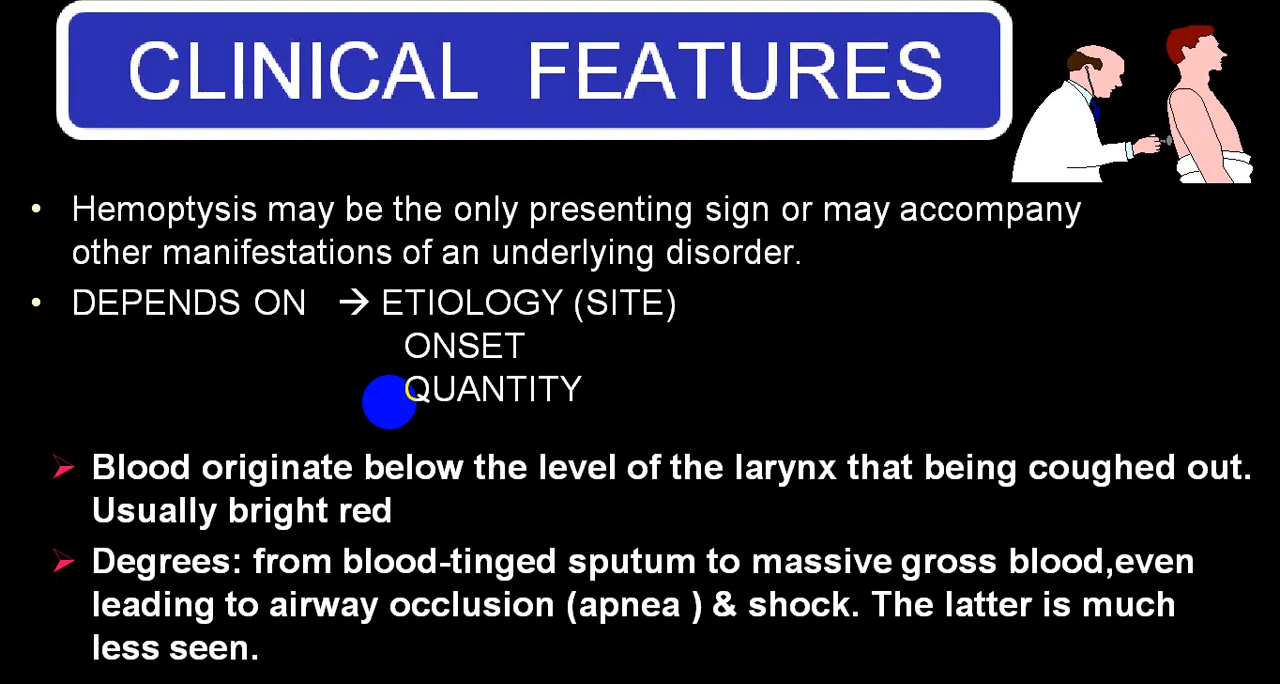 CLINICAL FEATURES
• Hemoptysis may be the only presenting sign or may accompany
other manifestations of an underlying disorder.
• DEPENDS ON → ETIOLOGY (SITE)
ONSET
QUANTITY
➢ Blood originate below the level of the larynx that being coughed out.
Usually bright red
➢ Degrees: from blood-tinged sputum to massive gross blood,even
leading to airway occlusion (apnea ) & shock. The latter is much
less seen.